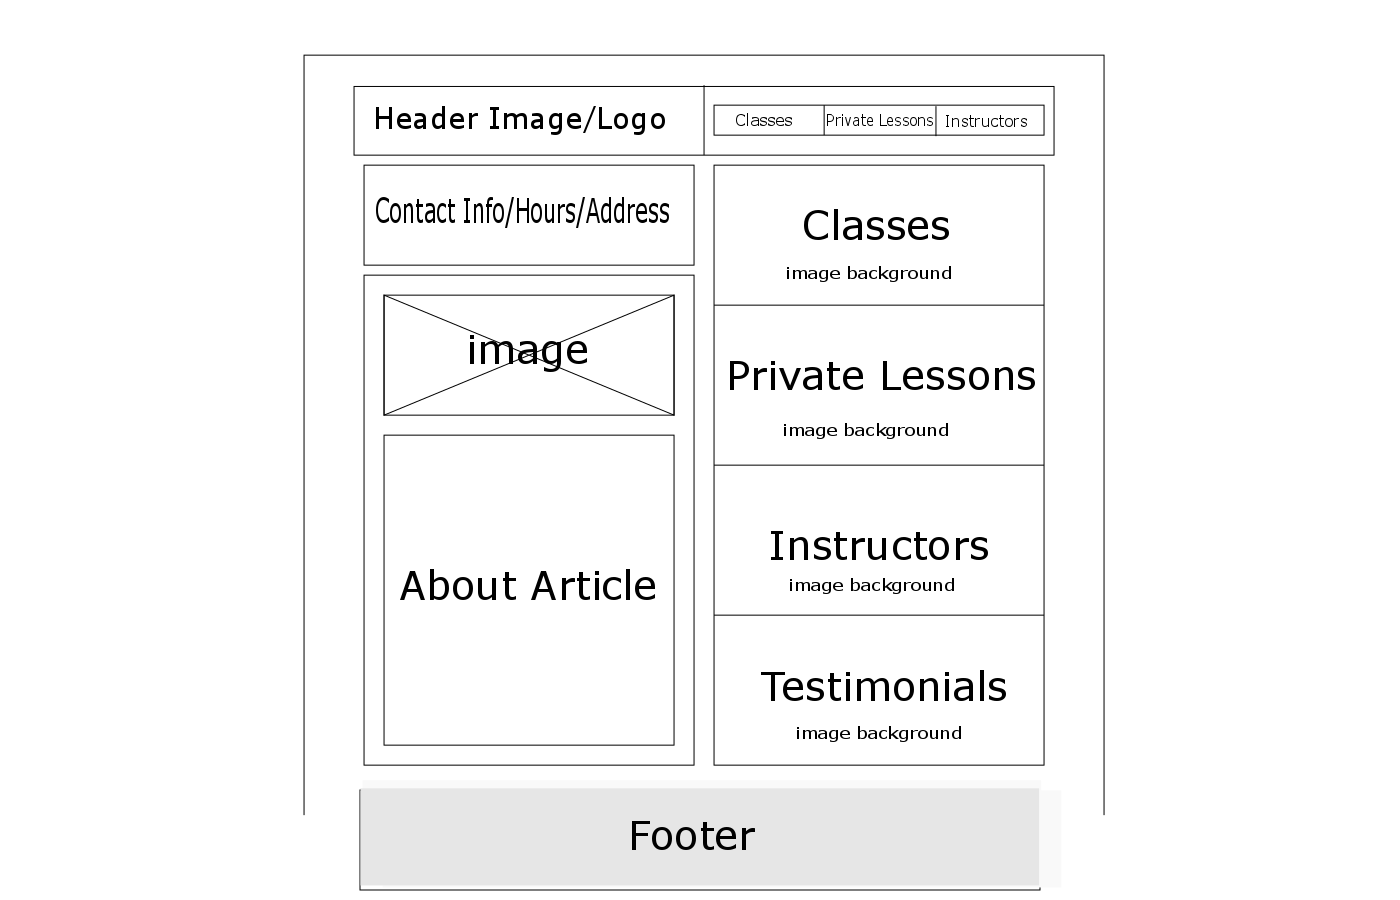 Header Image/Logo
Classes
Private Lessons
Instructors
Contact Info/Hours/Address
image
About Article
Classes
image background
Private Lessons
image background
Instructors
image background
Testimonials
image background
Footer